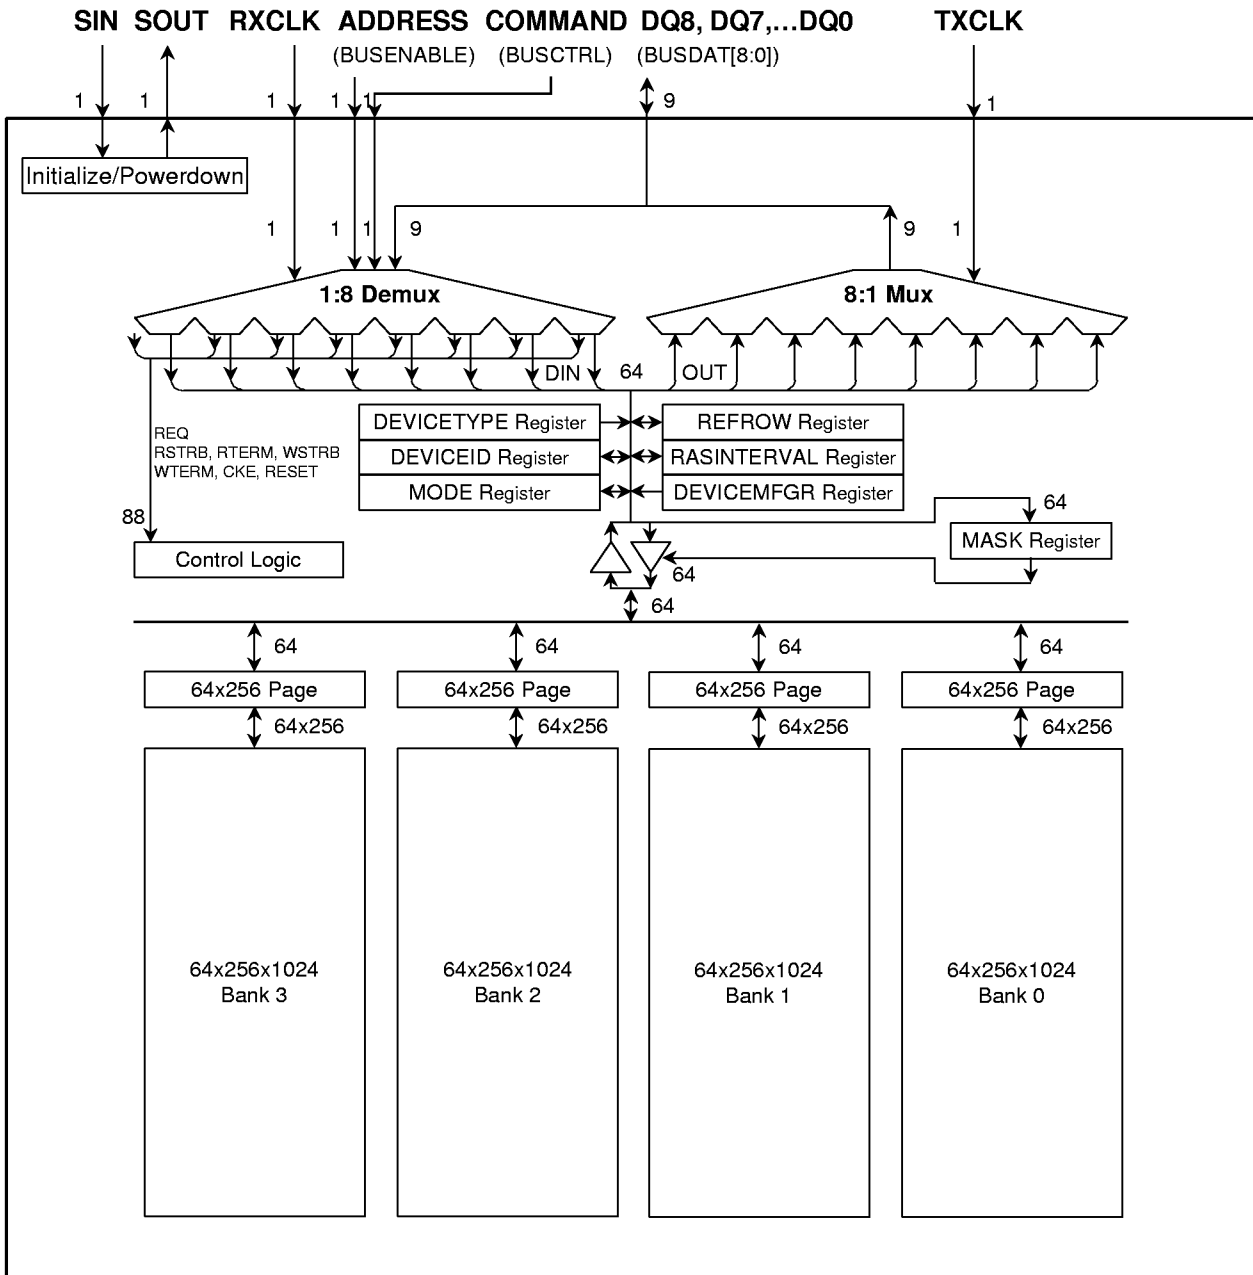 SIN SOUT RXCLK ADDRESS COMMAND DQ8, DQ7,...DQ0 TXCLK
(BUSENABLE) (BUSCTRL) (BUSDAT[8:0])
1 1 1 1 1 9 1
Initialize/Powerdown
1 1 1 9 9 1
1:8 Demux 8:1 Mux
DIN 64 OUT
DEVICETYPE Register REFROW Register
REQ
RSTRB, RTERM, WSTRB
WTERM, CKE, RESET
DEVICEID Register RASINTERVAL Register
MODE Register DEVICEMFGR Register
88 64
Control Logic MASK Register
64
64
64 64 64 64
64x256 Page 64x256 Page 64x256 Page 64x256 Page
64x256 64x256 64x256 64x256
64x256x1024 64x256x1024 64x256x1024 64x256x1024
Bank 3 Bank 2 Bank 1 Bank 0